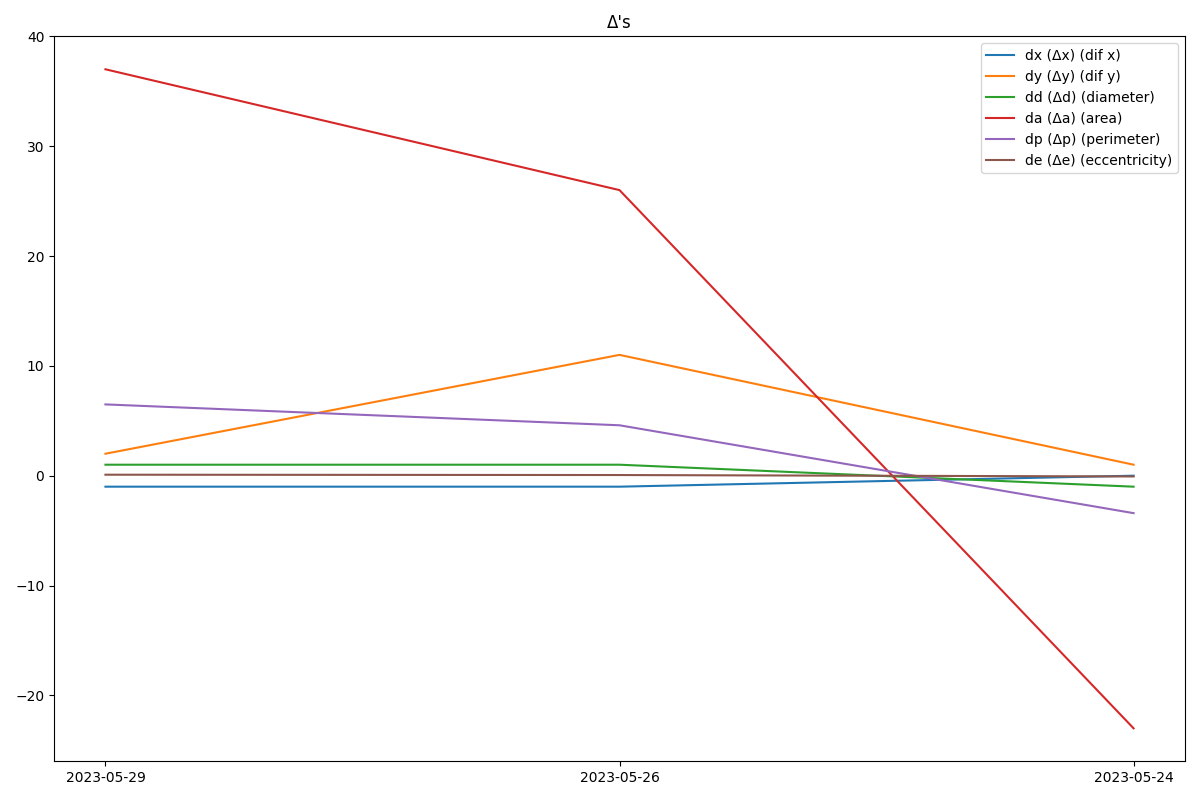 Δ's
40
30
20
10
0
−10
−20
dx (Δx) (dif x)
dy (Δy) (dif y)
dd (Δd) (diameter)
da (Δa) (area)
dp (Δp) (perimeter)
de (Δe) (eccentricity)
2023-05-29
2023-05-26
2023-05-24